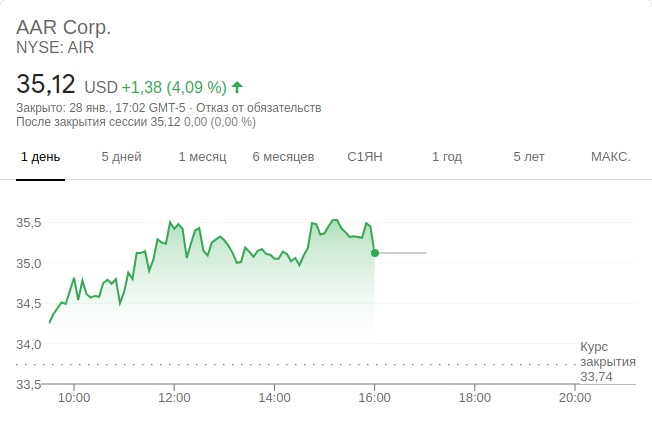 AAR Corp.
NYSE: AIR
35,12 USD +1,38 (4,09 %)
Закрыто: 28 янв., 17:02 GMT-5 · Отказ от обязательств
После закрытия сессии 35,12 0,00 (0,00 %)
1 день 5 дней 1 месяц 6 месяцев С1ЯН 1 год 5 лет МАКС.
35,5
35,0
34,5
34,0
Курс
закрытия
33,74
33,5
10:00 12:00 14:00 16:00 18:00 20:00